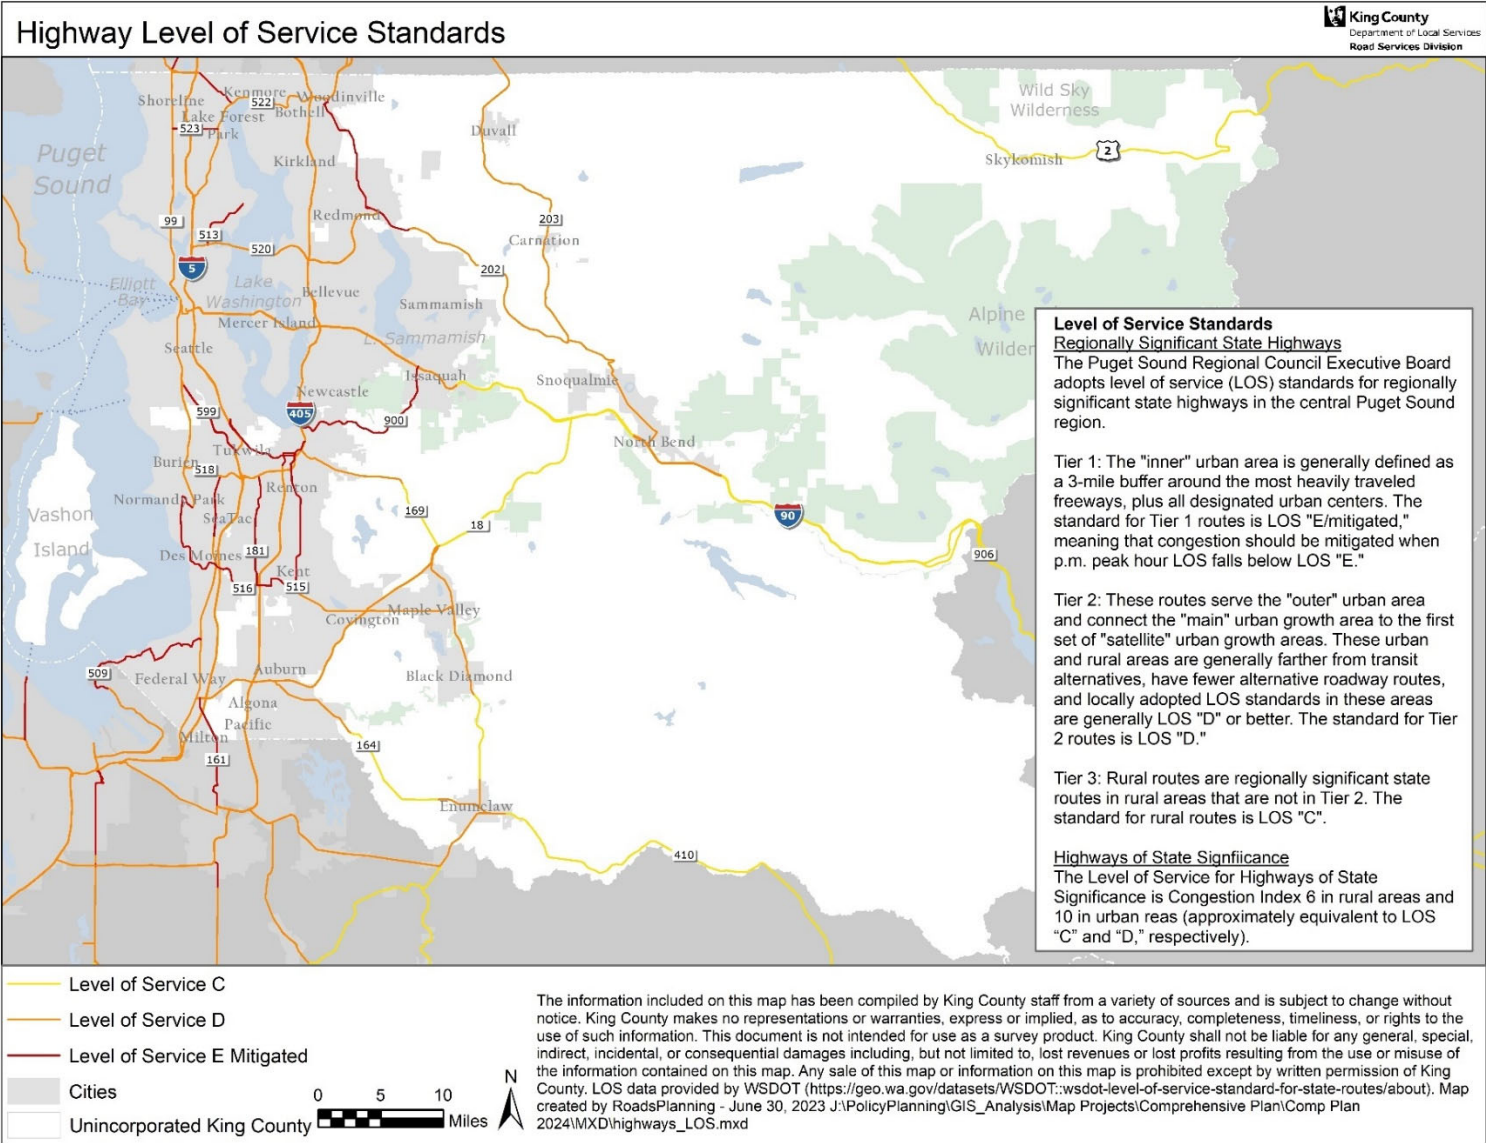 Highway Level of Service Standards
King County
Department of Local Services
Road Services Division
Shoreline
Kenmore
Woodinville
522
Bothell
Lake Forest
Park
523
Duvall
Wild Sky
Wilderness
2
Skykomish
Puget
Sound
Kirkland
99
513
Redmond
203
Carnation
520
5
202
Elliott
Bay
Lake
Washington
Bellevue
Sammamish
Mercer Island
L. Sammamish
Seattle
Alpine
Wilder
Issaquah
Snoqualmie
Newcastle
599
405
900
North Bend
Tukwila
Burien
518
Renton
Normandy Park
Vashon
Island
SeaTac
169
18
90
906
Des Moines
181
Kent
516
515
Maple Valley
Covington
509
Federal Way
Auburn
Black Diamond
Algona
Pacific
Milton
164
161
Enumclaw
410
Level of Service Standards
Regionally Significant State Highways
The Puget Sound Regional Council Executive Board
adopts level of service (LOS) standards for regionally
significant state highways in the central Puget Sound
region.
Tier 1: The "inner" urban area is generally defined as
a 3-mile buffer around the most heavily traveled
freeways, plus all designated urban centers. The
standard for Tier 1 routes is LOS "E/mitigated,"
meaning that congestion should be mitigated when
p.m. peak hour LOS falls below LOS "E."
Tier 2: These routes serve the "outer" urban area
and connect the "main" urban growth area to the first
set of "satellite" urban growth areas. These urban
and rural areas are generally farther from transit
alternatives, have fewer alternative roadway routes,
and locally adopted LOS standards in these areas
are generally LOS "D" or better. The standard for Tier
2 routes is LOS "D."
Tier 3: Rural routes are regionally significant state
routes in rural areas that are not in Tier 2. The
standard for rural routes is LOS "C".
Highways of State Signfiicance
The Level of Service for Highways of State
Significance is Congestion Index 6 in rural areas and
10 in urban reas (approximately equivalent to LOS
“C” and “D,” respectively).
Level of Service C
Level of Service D
Level of Service E Mitigated
Cities
Unincorporated King County
0 5 10
Miles
N
The information included on this map has been compiled by King County staff from a variety of sources and is subject to change without
notice. King County makes no representations or warranties, express or implied, as to accuracy, completeness, timeliness, or rights to the
use of such information. This document is not intended for use as a survey product. King County shall not be liable for any general, special,
indirect, incidental, or consequential damages including, but not limited to, lost revenues or lost profits resulting from the use or misuse of
the information contained on this map. Any sale of this map or information on this map is prohibited except by written permission of King
County. LOS data provided by WSDOT (https://geo.wa.gov/datasets/WSDOT::wsdot-level-of-service-standard-for-state-routes/about). Map
created by RoadsPlanning - June 30, 2023 J:\PolicyPlanning\GIS_Analysis\Map Projects\Comprehensive Plan\Comp Plan
2024\MXD\highways_LOS.mxd